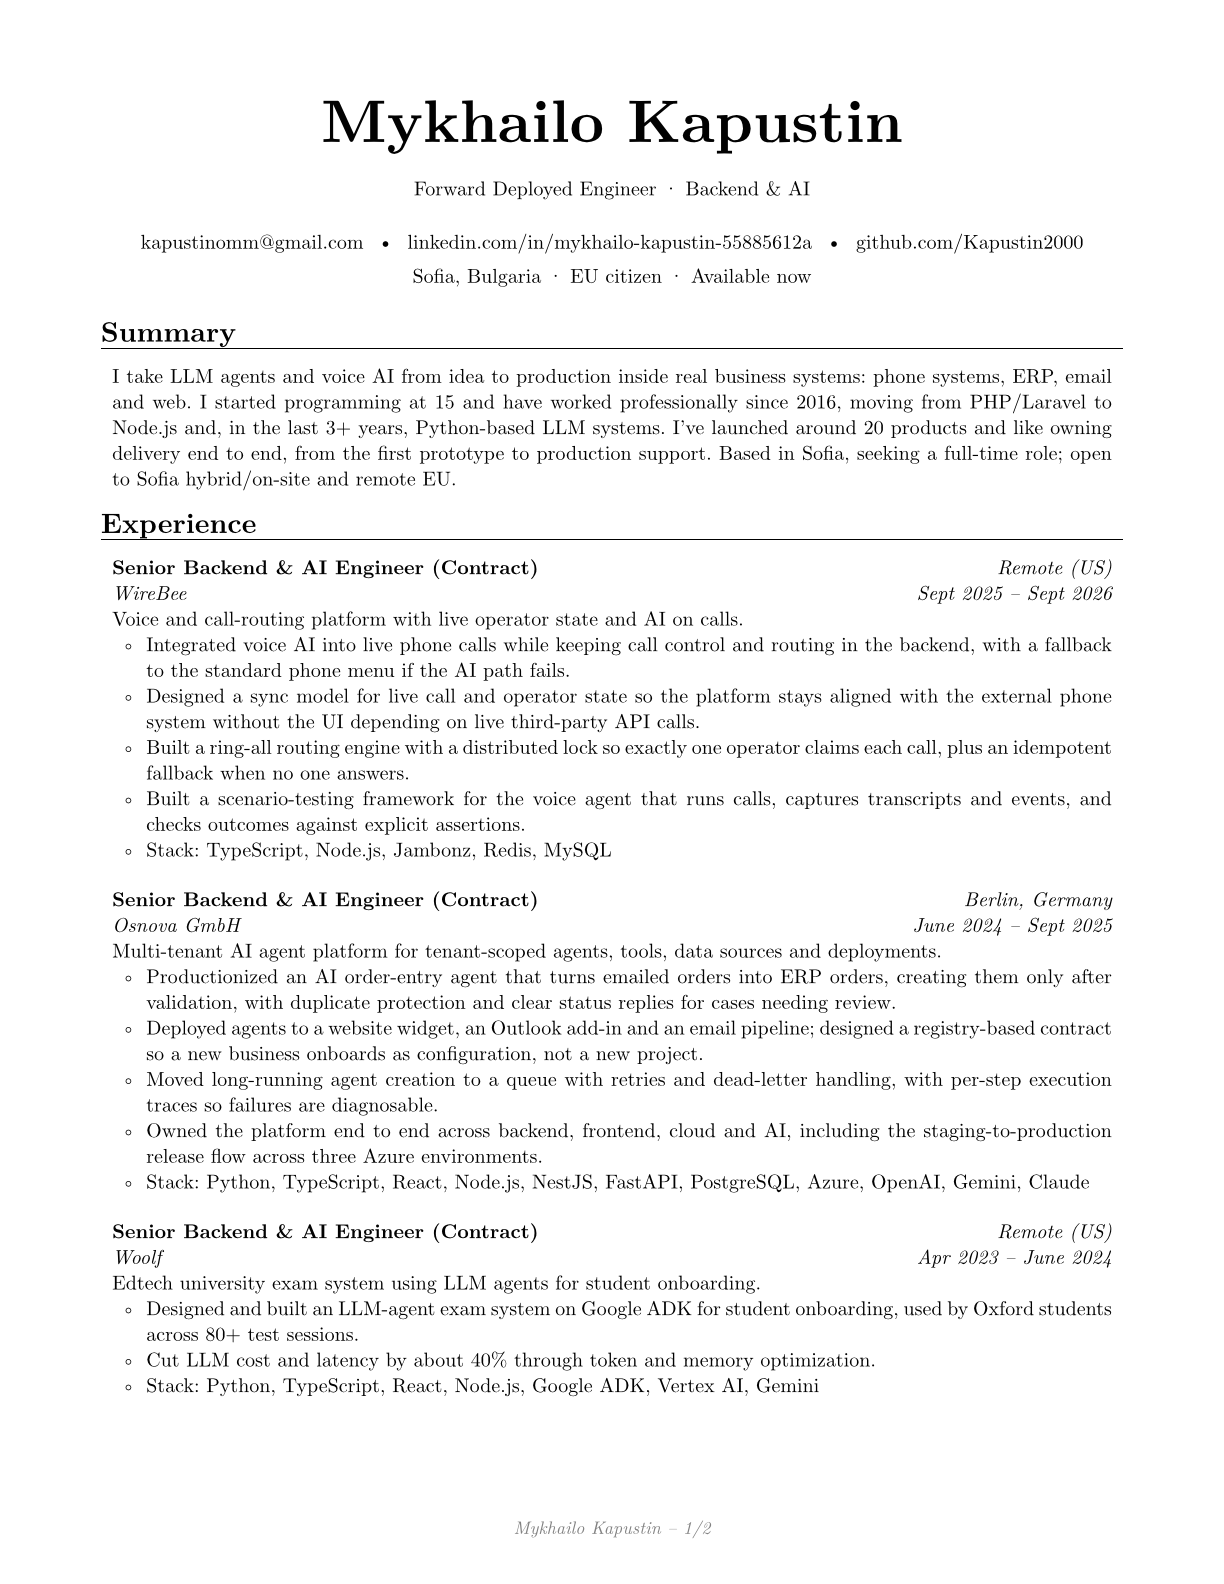 Mykhailo Kapustin
Forward Deployed Engineer · Backend & AI
kapustinomm@gmail.com • linkedin.com/in/mykhailo-kapustin-55885612a • github.com/Kapustin2000
Sofia, Bulgaria · EU citizen · Available now
Summary
I take LLM agents and voice AI from idea to production inside real business systems: phone systems, ERP, email
and web. I started programming at 15 and have worked professionally since 2016, moving from PHP/Laravel to
Node.js and, in the last 3+ years, Python-based LLM systems. I've launched around 20 products and like owning
delivery end to end, from the first prototype to production support. Based in Sofia, seeking a full-time role; open
to Sofia hybrid/on-site and remote EU.
Experience
Senior Backend & AI Engineer (Contract) Remote (US)
WireBee Sept 2025 – Sept 2026
Voice and call-routing platform with live operator state and AI on calls.
◦ Integrated voice AI into live phone calls while keeping call control and routing in the backend, with a fallback
to the standard phone menu if the AI path fails.
◦ Designed a sync model for live call and operator state so the platform stays aligned with the external phone
system without the UI depending on live third-party API calls.
◦ Built a ring-all routing engine with a distributed lock so exactly one operator claims each call, plus an idempotent
fallback when no one answers.
◦ Built a scenario-testing framework for the voice agent that runs calls, captures transcripts and events, and
checks outcomes against explicit assertions.
◦ Stack: TypeScript, Node.js, Jambonz, Redis, MySQL
Senior Backend & AI Engineer (Contract) Berlin, Germany
Osnova GmbH June 2024 – Sept 2025
Multi-tenant AI agent platform for tenant-scoped agents, tools, data sources and deployments.
◦ Productionized an AI order-entry agent that turns emailed orders into ERP orders, creating them only after
validation, with duplicate protection and clear status replies for cases needing review.
◦ Deployed agents to a website widget, an Outlook add-in and an email pipeline; designed a registry-based contract
so a new business onboards as configuration, not a new project.
◦ Moved long-running agent creation to a queue with retries and dead-letter handling, with per-step execution
traces so failures are diagnosable.
◦ Owned the platform end to end across backend, frontend, cloud and AI, including the staging-to-production
release flow across three Azure environments.
◦ Stack: Python, TypeScript, React, Node.js, NestJS, FastAPI, PostgreSQL, Azure, OpenAI, Gemini, Claude
Senior Backend & AI Engineer (Contract) Remote (US)
Woolf Apr 2023 – June 2024
Edtech university exam system using LLM agents for student onboarding.
◦ Designed and built an LLM-agent exam system on Google ADK for student onboarding, used by Oxford students
across 80+ test sessions.
◦ Cut LLM cost and latency by about 40% through token and memory optimization.
◦ Stack: Python, TypeScript, React, Node.js, Google ADK, Vertex AI, Gemini
Mykhailo Kapustin – 1/2